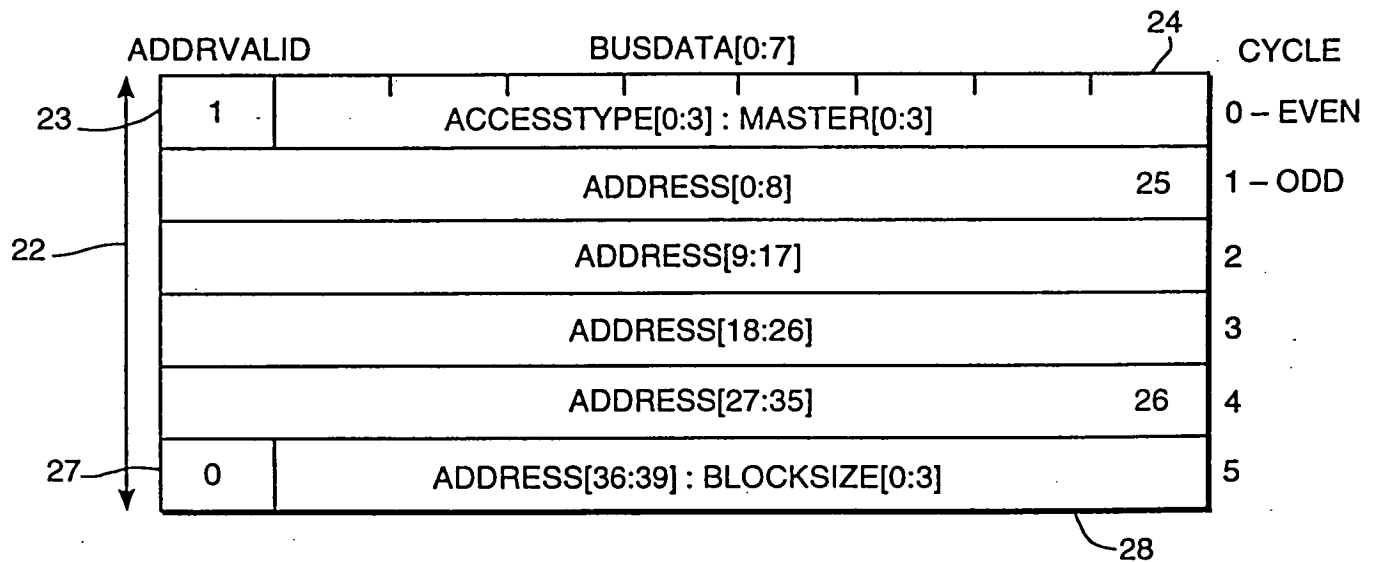 24
ADDRVALID BUSDATA[0:7] CYCLE
23 1 ACCESSTYPE[0:3] : MASTER[0:3] 0 – EVEN
ADDRESS[0:8] 25 1 – ODD
22 ADDRESS[9:17] 2
ADDRESS[18:26] 3
ADDRESS[27:35] 26 4
27 0 ADDRESS[36:39] : BLOCKSIZE[0:3] 5
28